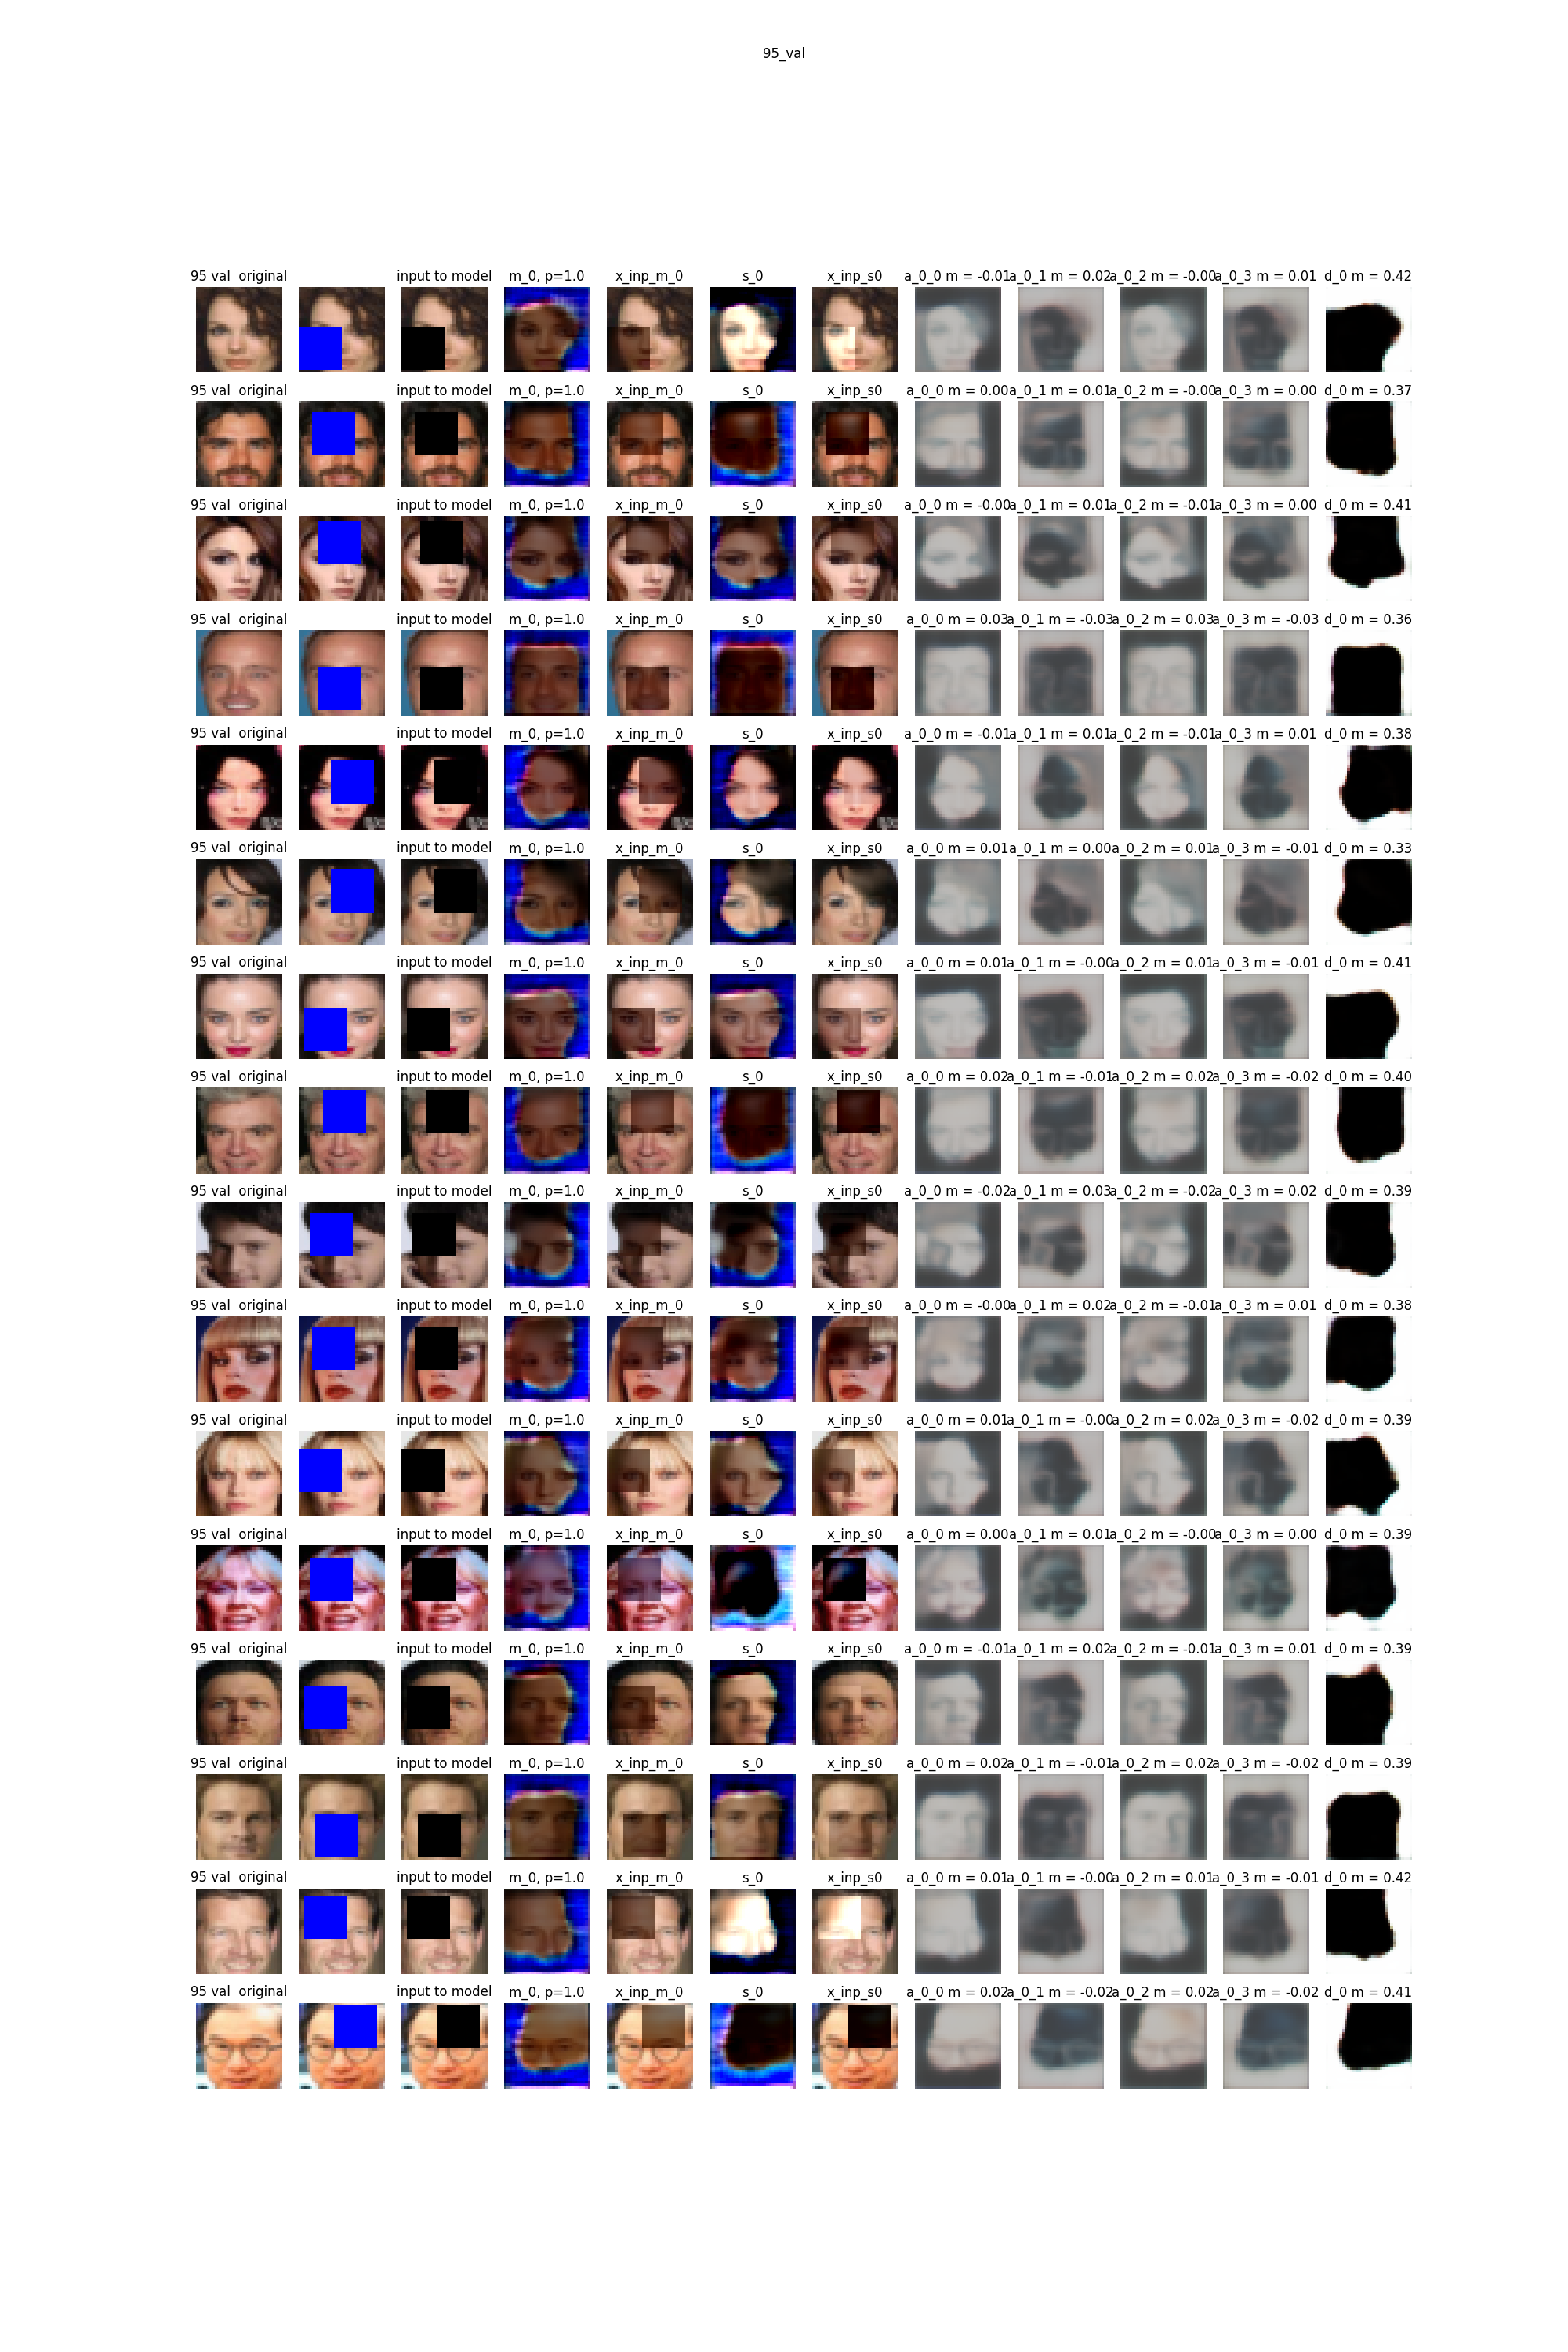 95_val
95 val original input to model m_0, p=1.0 x_inp_m_0 s_0 x_inp_s0 a_0_0 m = -0.01 a_0_1 m = 0.02 a_0_2 m = -0.00 a_0_3 m = 0.01 d_0 m = 0.42
95 val original input to model m_0, p=1.0 x_inp_m_0 s_0 x_inp_s0 a_0_0 m = 0.00 a_0_1 m = 0.01 a_0_2 m = -0.00 a_0_3 m = 0.00 d_0 m = 0.37
95 val original input to model m_0, p=1.0 x_inp_m_0 s_0 x_inp_s0 a_0_0 m = -0.00 a_0_1 m = 0.01 a_0_2 m = -0.01 a_0_3 m = 0.00 d_0 m = 0.41
95 val original input to model m_0, p=1.0 x_inp_m_0 s_0 x_inp_s0 a_0_0 m = 0.03 a_0_1 m = -0.03 a_0_2 m = 0.03 a_0_3 m = -0.03 d_0 m = 0.36
95 val original input to model m_0, p=1.0 x_inp_m_0 s_0 x_inp_s0 a_0_0 m = -0.01 a_0_1 m = 0.01 a_0_2 m = -0.01 a_0_3 m = 0.01 d_0 m = 0.38
95 val original input to model m_0, p=1.0 x_inp_m_0 s_0 x_inp_s0 a_0_0 m = 0.01 a_0_1 m = 0.00 a_0_2 m = 0.01 a_0_3 m = -0.01 d_0 m = 0.33
95 val original input to model m_0, p=1.0 x_inp_m_0 s_0 x_inp_s0 a_0_0 m = 0.01 a_0_1 m = -0.00 a_0_2 m = 0.01 a_0_3 m = -0.01 d_0 m = 0.41
95 val original input to model m_0, p=1.0 x_inp_m_0 s_0 x_inp_s0 a_0_0 m = 0.02 a_0_1 m = -0.01 a_0_2 m = 0.02 a_0_3 m = -0.02 d_0 m = 0.40
95 val original input to model m_0, p=1.0 x_inp_m_0 s_0 x_inp_s0 a_0_0 m = -0.02 a_0_1 m = 0.03 a_0_2 m = -0.02 a_0_3 m = 0.02 d_0 m = 0.39
95 val original input to model m_0, p=1.0 x_inp_m_0 s_0 x_inp_s0 a_0_0 m = -0.00 a_0_1 m = 0.02 a_0_2 m = -0.01 a_0_3 m = 0.01 d_0 m = 0.38
95 val original input to model m_0, p=1.0 x_inp_m_0 s_0 x_inp_s0 a_0_0 m = 0.01 a_0_1 m = -0.00 a_0_2 m = 0.02 a_0_3 m = -0.02 d_0 m = 0.39
95 val original input to model m_0, p=1.0 x_inp_m_0 s_0 x_inp_s0 a_0_0 m = 0.00 a_0_1 m = 0.01 a_0_2 m = -0.00 a_0_3 m = 0.00 d_0 m = 0.39
95 val original input to model m_0, p=1.0 x_inp_m_0 s_0 x_inp_s0 a_0_0 m = -0.01 a_0_1 m = 0.02 a_0_2 m = -0.01 a_0_3 m = 0.01 d_0 m = 0.39
95 val original input to model m_0, p=1.0 x_inp_m_0 s_0 x_inp_s0 a_0_0 m = 0.02 a_0_1 m = -0.01 a_0_2 m = 0.02 a_0_3 m = -0.02 d_0 m = 0.39
95 val original input to model m_0, p=1.0 x_inp_m_0 s_0 x_inp_s0 a_0_0 m = 0.01 a_0_1 m = -0.00 a_0_2 m = 0.01 a_0_3 m = -0.01 d_0 m = 0.42
95 val original input to model m_0, p=1.0 x_inp_m_0 s_0 x_inp_s0 a_0_0 m = 0.02 a_0_1 m = -0.02 a_0_2 m = 0.02 a_0_3 m = -0.02 d_0 m = 0.41